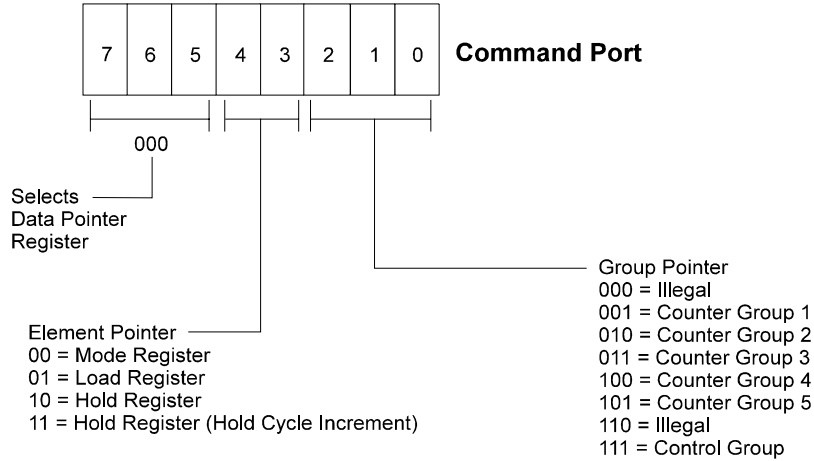 7 6 5 4 3 2 1 0 Command Port
000
Selects
Data Pointer
Register
Group Pointer
000 = Illegal
001 = Counter Group 1
010 = Counter Group 2
011 = Counter Group 3
100 = Counter Group 4
101 = Counter Group 5
110 = Illegal
111 = Control Group
Element Pointer
00 = Mode Register
01 = Load Register
10 = Hold Register
11 = Hold Register (Hold Cycle Increment)